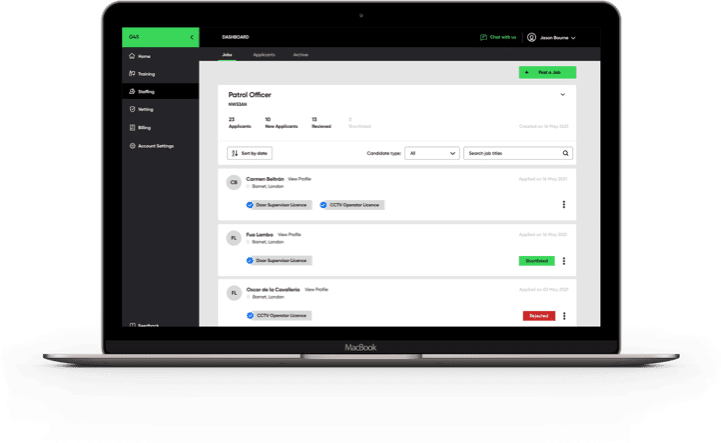 G4S
DASHBOARD
Chat with us
Jason Bourne
Home
Training
Staffing
Vetting
Billing
Account Settings
Feedback
Jobs Applicants Archive
+ Post a Job
Patrol Officer
NW53AN
23 10 13 0
Applicants New Applicants Reviewed Shortlisted
Created on 16 May 2021
Sort by date
Candidate type: All
Search job titles
CB
Carmen Beltrán View Profile
Barnet, London
Applied on 16 May 2021
Door Supervisor Licence CCTV Operator Licence
FL
Fua Lamba View Profile
Barnet, London
Applied on 16 May 2021
Door Supervisor Licence
Shortlisted
FL
Oscar de la Cavalleria View Profile
Barnet, London
Applied on 02 May 2021
CCTV Operator Licence
Rejected
MacBook